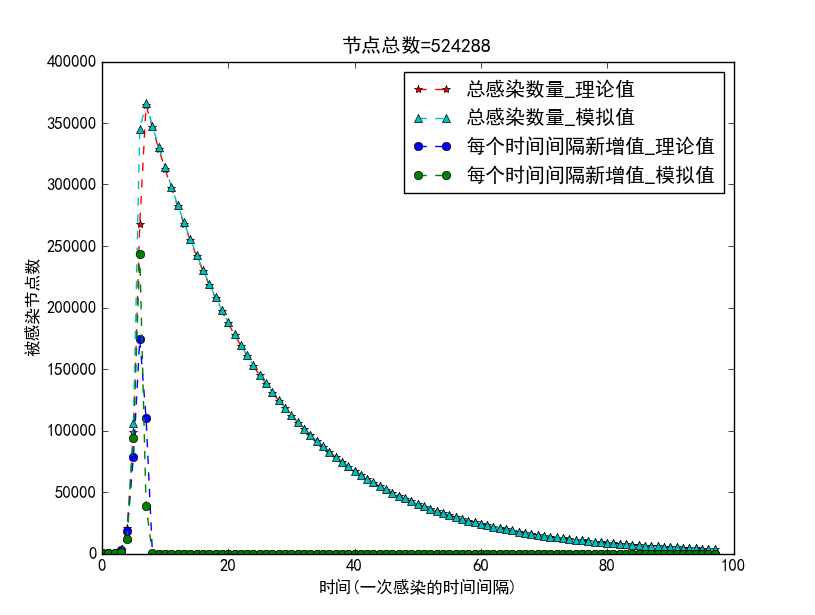 节点总数=524288
400000
350000
300000
250000
200000
150000
100000
50000
0
被感染节点数
总感染数量_理论值
总感染数量_模拟值
每个时间间隔新增值_理论值
每个时间间隔新增值_模拟值
0 20 40 60 80 100
时间(一次感染的时间间隔)